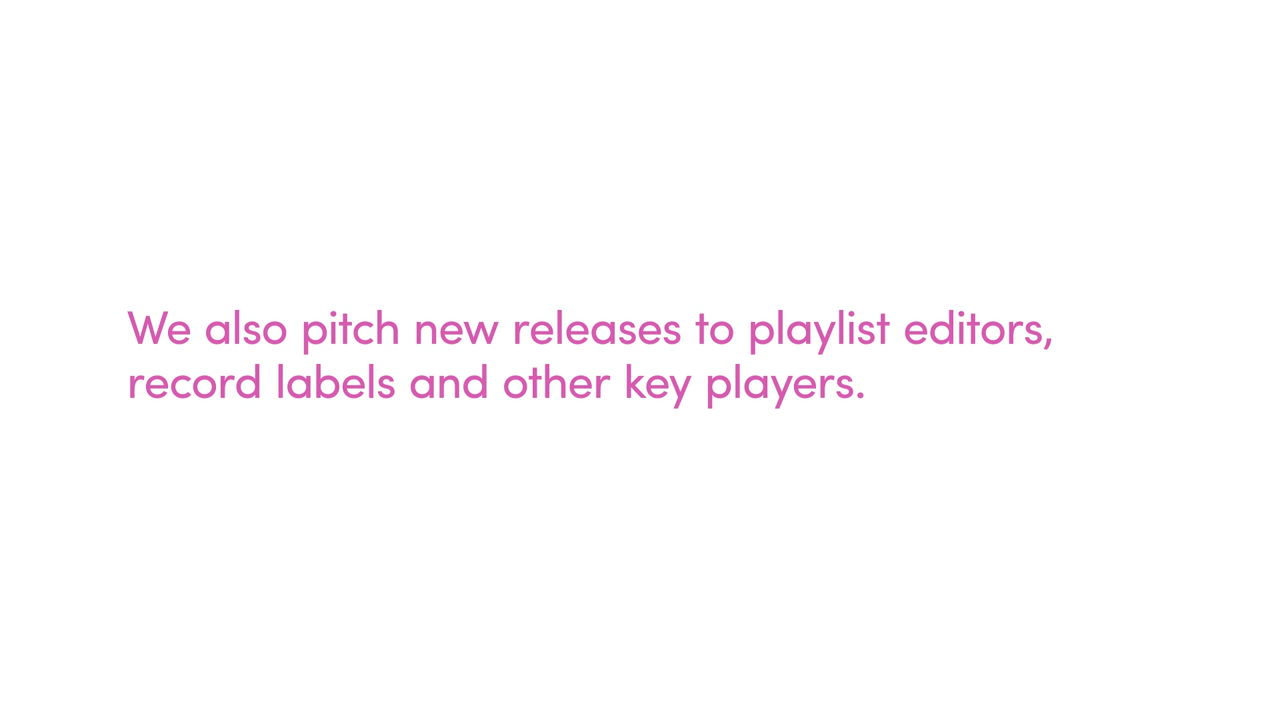 We also pitch new releases to playlist editors,
record labels and other key players.